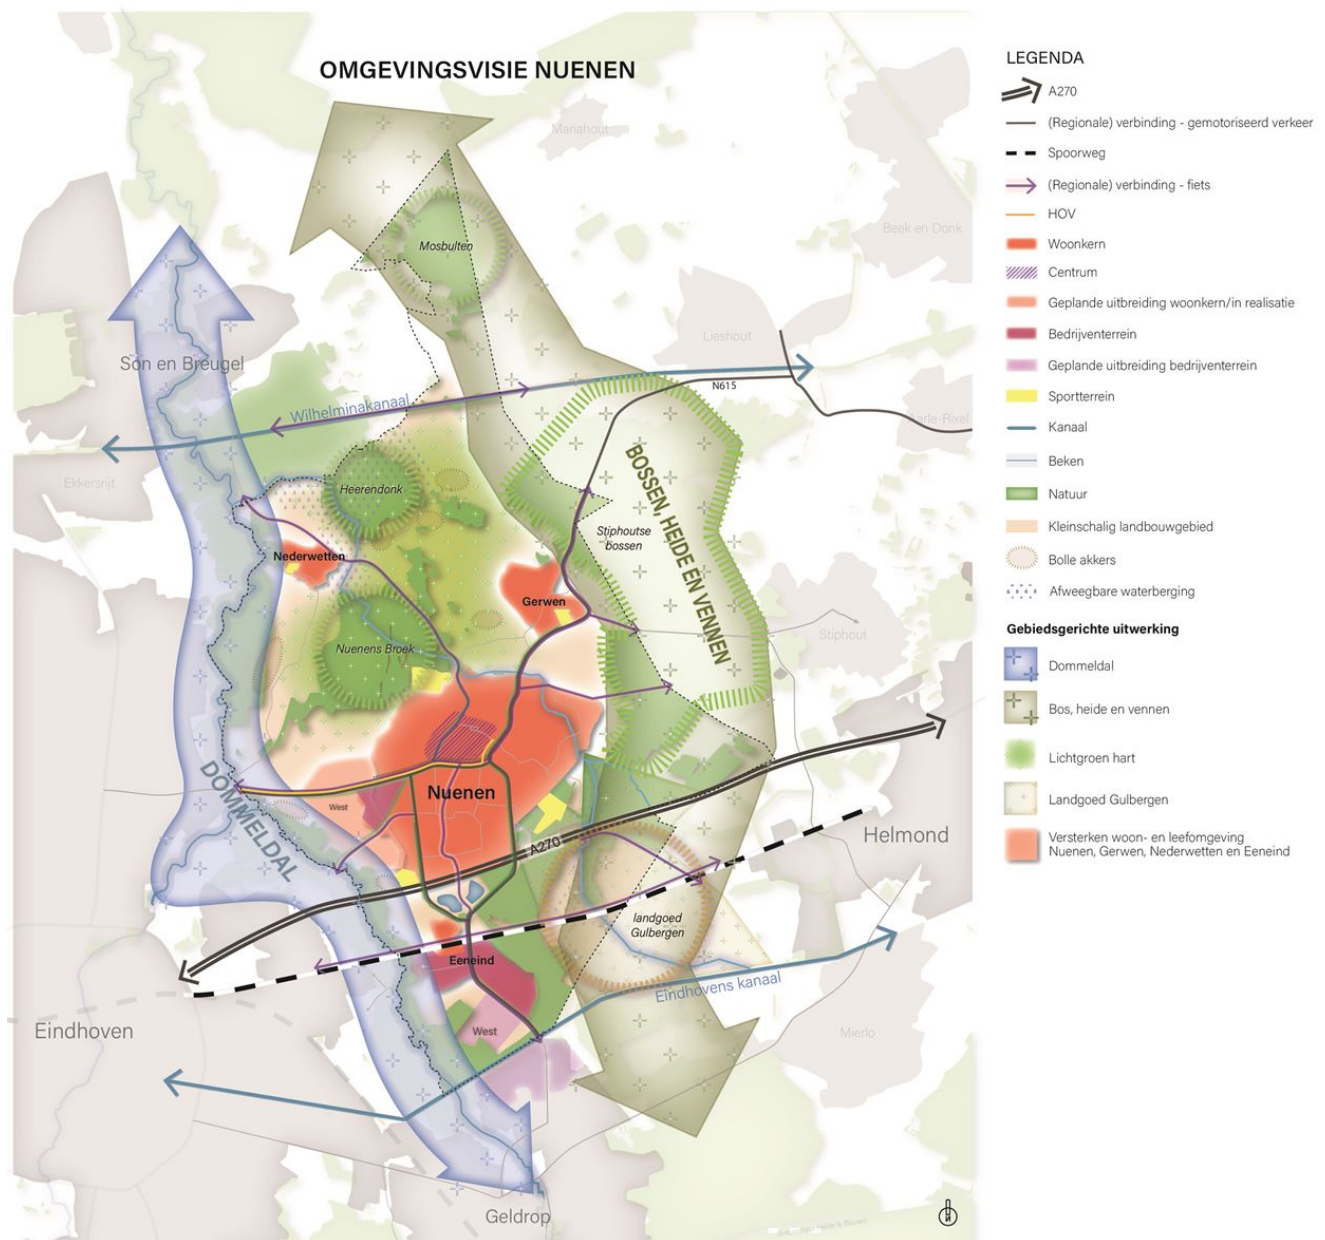 OMGEVINGSVISIE NUENEN
Mariahout
Beek en Donk
Mosbulten
Lieshout
Son en Breugel
N615
Wilhelminakanaal
Aarle-Rixel
Ekkersrijt
Heerendonk
BOSSEN, HEIDE EN VENNEN
Stiphoutse
bossen
Nederwetten
Gerwen
Stiphout
Nuenens Broek
DOMMELDAL
Nuenen
West
A270
Helmond
landgoed
Gulbergen
Eeneind
Eindhovens kanaal
West
Eindhoven
Mierlo
Geldrop
LEGENDA
A270
(Regionale) verbinding - gemotoriseerd verkeer
Spoorweg
(Regionale) verbinding - fiets
HOV
Woonkern
Centrum
Geplande uitbreiding woonkern/in realisatie
Bedrijventerrein
Geplande uitbreiding bedrijventerrein
Sportterrein
Kanaal
Beken
Natuur
Kleinschalig landbouwgebied
Bolle akkers
Afweegbare waterberging
Gebiedsgerichte uitwerking
Dommeldal
Bos, heide en vennen
Lichtgroen hart
Landgoed Gulbergen
Versterken woon- en leefomgeving
Nuenen, Gerwen, Nederwetten en Eeneind